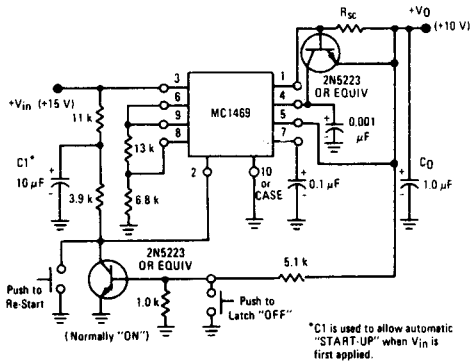 RSC
+VO
(+10 V)
3
1
6
4
2N5223
OR EQUIV
+Vin (+15 V)
9
MC1469
5
11 k
8
7
0.001
µF
13 k
2
10
or
CASE
C1*
10 µF
+
-
+
-
0.1 µF
+
-
CO
1.0 µF
+
-
3.9 k
6.8 k
2N5223
OR EQUIV
5.1 k
Push to
Re-Start
1.0 k
Push to
Latch "OFF"
(Normally "ON")
*C1 is used to allow automatic
"START-UP" when Vin is
first applied.